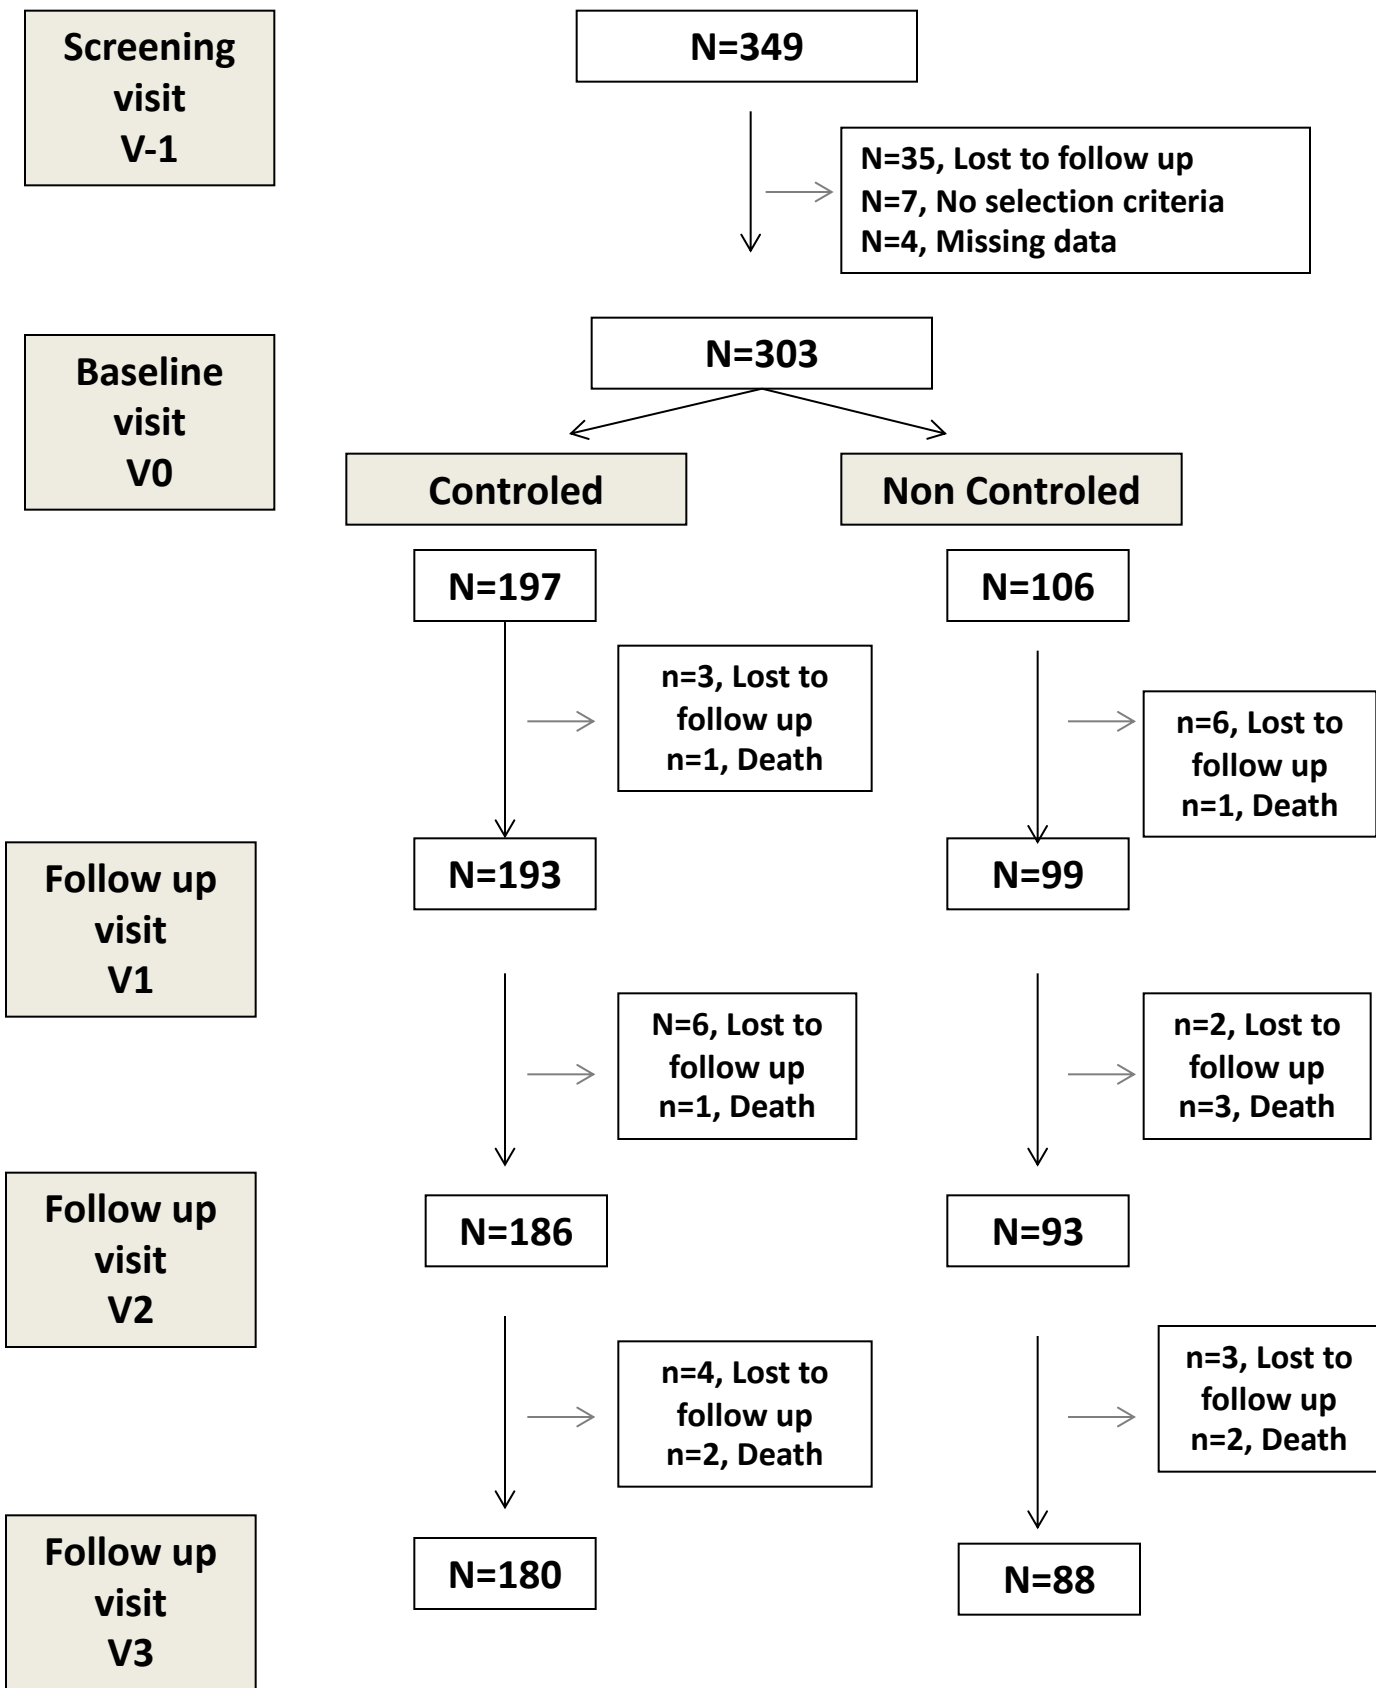 Screening
visit
V-1
N=349
N=35, Lost to follow up
N=7, No selection criteria
N=4, Missing data
Baseline
visit
V0
N=303
Controled
Non Controled
N=197
N=106
n=3, Lost to
follow up
n=1, Death
n=6, Lost to
follow up
n=1, Death
Follow up
visit
V1
N=193
N=99
N=6, Lost to
follow up
n=1, Death
n=2, Lost to
follow up
n=3, Death
Follow up
visit
V2
N=186
N=93
n=4, Lost to
follow up
n=2, Death
n=3, Lost to
follow up
n=2, Death
Follow up
visit
V3
N=180
N=88